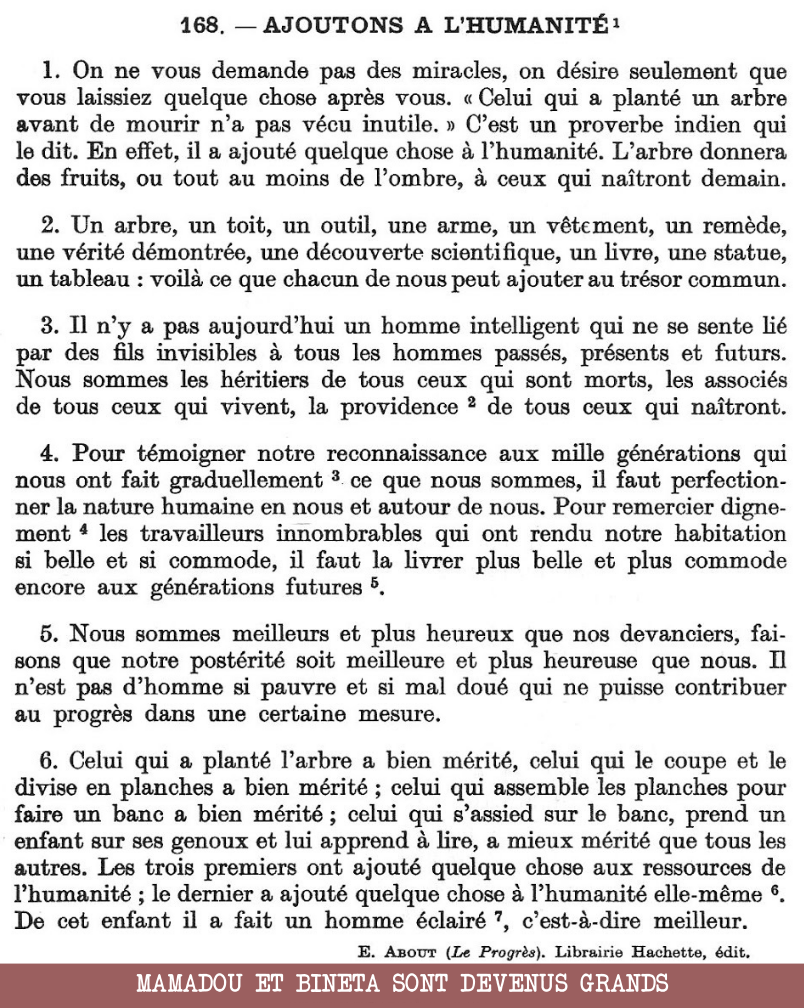 168. — AJOUTONS A L'HUMANITÉ ¹
1. On ne vous demande pas des miracles, on désire seulement que
vous laissiez quelque chose après vous. « Celui qui a planté un arbre
avant de mourir n'a pas vécu inutile. » C'est un proverbe indien qui
le dit. En effet, il a ajouté quelque chose à l'humanité. L'arbre donnera
des fruits, ou tout au moins de l'ombre, à ceux qui naîtront demain.
2. Un arbre, un toit, un outil, une arme, un vêtement, un remède,
une vérité démontrée, une découverte scientifique, un livre, une statue,
un tableau : voilà ce que chacun de nous peut ajouter au trésor commun.
3. Il n'y a pas aujourd'hui un homme intelligent qui ne se sente lié
par des fils invisibles à tous les hommes passés, présents et futurs.
Nous sommes les héritiers de tous ceux qui sont morts, les associés
de tous ceux qui vivent, la providence ² de tous ceux qui naîtront.
4. Pour témoigner notre reconnaissance aux mille générations qui
nous ont fait graduellement ³ ce que nous sommes, il faut perfection-
ner la nature humaine en nous et autour de nous. Pour remercier digne-
ment ⁴ les travailleurs innombrables qui ont rendu notre habitation
si belle et si commode, il faut la livrer plus belle et plus commode
encore aux générations futures ⁵.
5. Nous sommes meilleurs et plus heureux que nos devanciers, fai-
sons que notre postérité soit meilleure et plus heureuse que nous. Il
n'est pas d'homme si pauvre et si mal doué qui ne puisse contribuer
au progrès dans une certaine mesure.
6. Celui qui a planté l'arbre a bien mérité, celui qui le coupe et le
divise en planches a bien mérité ; celui qui assemble les planches pour
faire un banc a bien mérité ; celui qui s'assied sur le banc, prend un
enfant sur ses genoux et lui apprend à lire, a mieux mérité que tous les
autres. Les trois premiers ont ajouté quelque chose aux ressources de
l'humanité ; le dernier a ajouté quelque chose à l'humanité elle-même ⁶.
De cet enfant il a fait un homme éclairé ⁷, c'est-à-dire meilleur.
E. ABOUT (Le Progrès). Librairie Hachette, édit.
MAMADOU ET BINETA SONT DEVENUS GRANDS